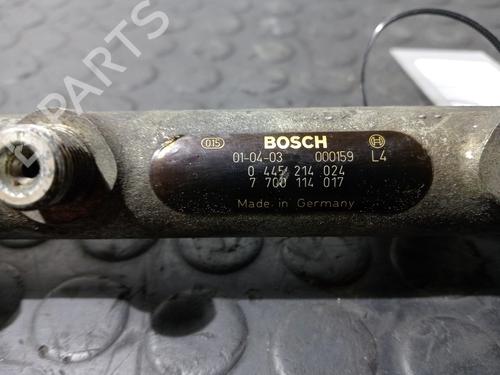 015 BOSCH
01-04-03 000159 L4
0 445 214 024
7 700 114 017
Made in Germany